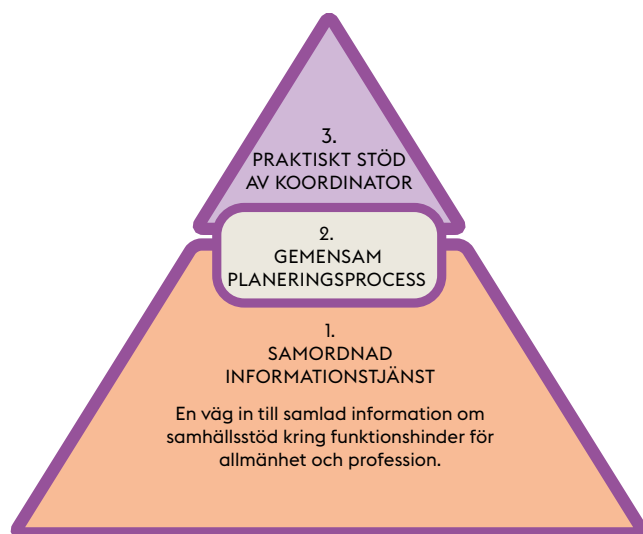 3.
PRAKTISKT STÖD
AV KOORDINATOR
2.
GEMENSAM
PLANERINGSPROCESS
1.
SAMORDNAD
INFORMATIONSTJÄNST
En väg in till samlad information om
samhällsstöd kring funktionshinder för
allmänhet och profession.